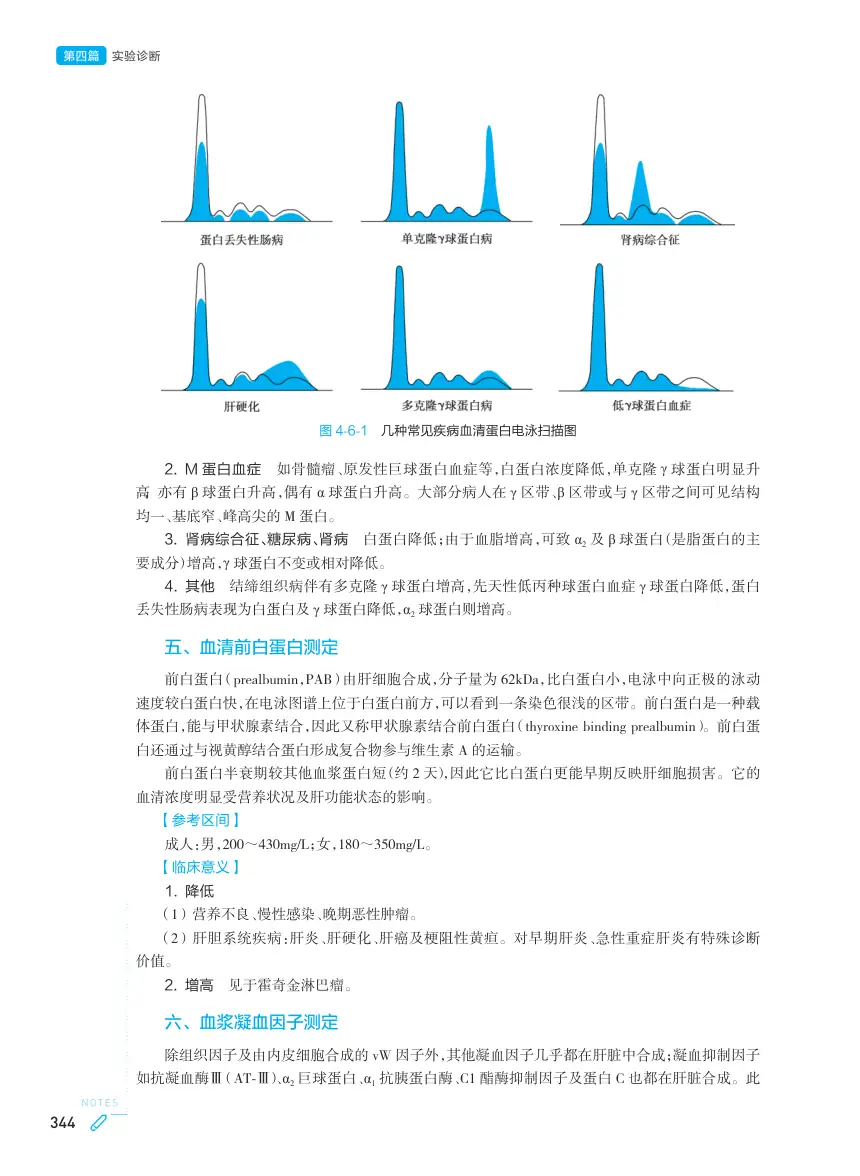 第四篇 实验诊断
蛋白丢失性肠病 单克隆γ球蛋白病 肾病综合征
肝硬化 多克隆γ球蛋白病 低γ球蛋白血症
图 4-6-1 几种常见疾病血清蛋白电泳扫描图
2. M 蛋白血症 如骨髓瘤、原发性巨球蛋白血症等,白蛋白浓度降低,单克隆 γ 球蛋白明显升
高,亦有 β 球蛋白升高,偶有 α 球蛋白升高。大部分病人在 γ 区带、β 区带或与 γ 区带之间可见结构
均一、基底窄、峰高尖的 M 蛋白。
3. 肾病综合征、糖尿病、肾病 白蛋白降低;由于血脂增高,可致 α₂ 及 β 球蛋白(是脂蛋白的主
要成分)增高,γ 球蛋白不变或相对降低。
4. 其他 结缔组织病伴有多克隆 γ 球蛋白增高,先天性低丙种球蛋白血症 γ 球蛋白降低,蛋白
丢失性肠病表现为白蛋白及 γ 球蛋白降低,α₂ 球蛋白则增高。
五、血清前白蛋白测定
前白蛋白(prealbumin,PAB)由肝细胞合成,分子量为 62kDa,比白蛋白小,电泳中向正极的泳动
速度较白蛋白快,在电泳图谱上位于白蛋白前方,可以看到一条染色很浅的区带。前白蛋白是一种载
体蛋白,能与甲状腺素结合,因此又称甲状腺素结合前白蛋白(thyroxine binding prealbumin)。前白蛋
白还通过与视黄醇结合蛋白形成复合物参与维生素 A 的运输。
前白蛋白半衰期较其他血浆蛋白短(约 2 天),因此它比白蛋白更能早期反映肝细胞损害。它的
血清浓度明显受营养状况及肝功能状态的影响。
【参考区间】
成人:男,200～430mg/L;女,180～350mg/L。
【临床意义】
1. 降低
(1)营养不良、慢性感染、晚期恶性肿瘤。
(2)肝胆系统疾病:肝炎、肝硬化、肝癌及梗阻性黄疸。对早期肝炎、急性重症肝炎有特殊诊断
价值。
2. 增高 见于霍奇金淋巴瘤。
六、血浆凝血因子测定
除组织因子及由内皮细胞合成的 vW 因子外,其他凝血因子几乎都在肝脏中合成;凝血抑制因子
如抗凝血酶Ⅲ(AT-Ⅲ)、α₂ 巨球蛋白、α₁ 抗胰蛋白酶、C1 酯酶抑制因子及蛋白 C 也都在肝脏合成。此
NOTES
344